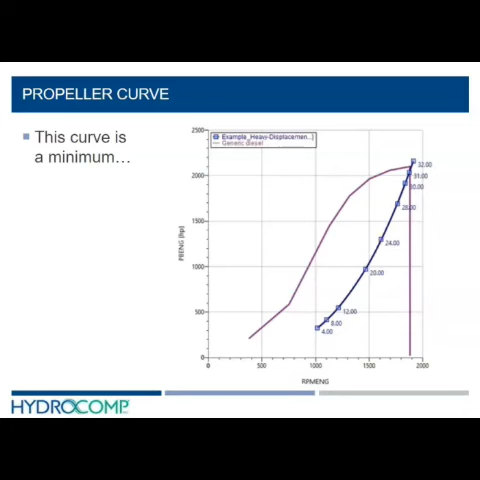 PROPELLER CURVE
This curve is
a minimum…
Example_Heavy-Displacemen...]
Generic diesel
2500
2000
1500
1000
500
0
PBENG [hp]
32.00
31.00
30.00
28.00
24.00
20.00
12.00
8.00
4.00
0
500
1000
1500
2000
RPMENG
HYDROCOMP